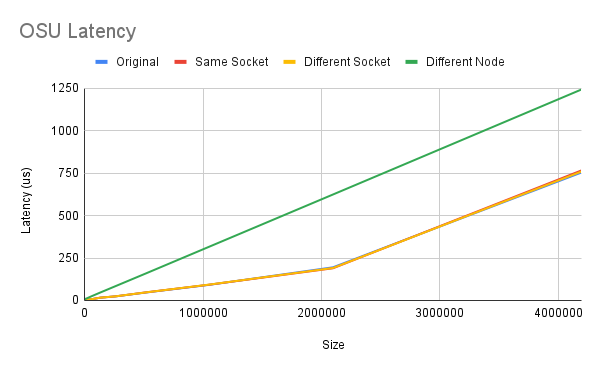 OSU Latency
Original Same Socket Different Socket Different Node
1250
1000
750
500
250
0
Latency (us)
0 1000000 2000000 3000000 4000000
Size